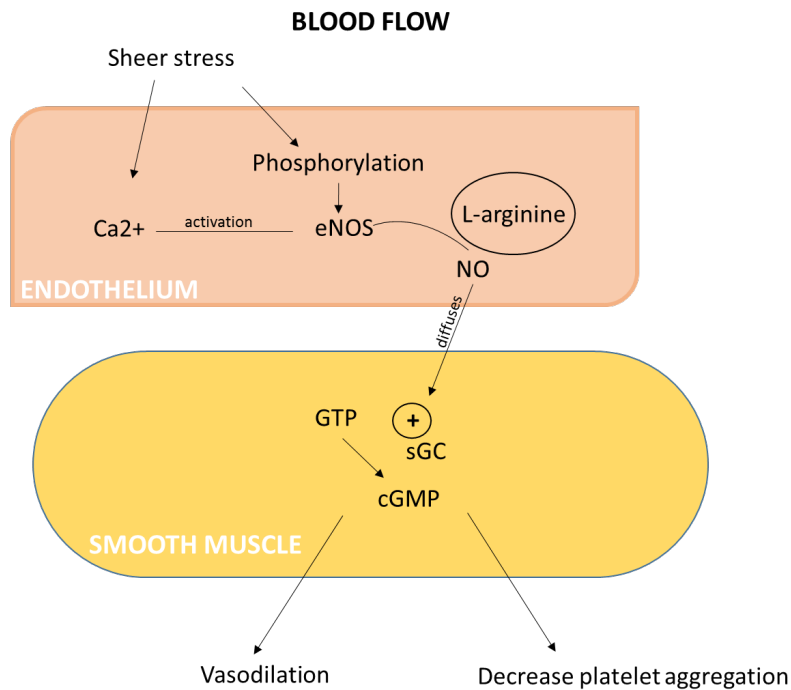 BLOOD FLOW
Sheer stress
Phosphorylation
Ca2+
activation
eNOS
L-arginine
NO
ENDOTHELIUM
diffuses
GTP
+
sGC
cGMP
SMOOTH MUSCLE
Vasodilation
Decrease platelet aggregation